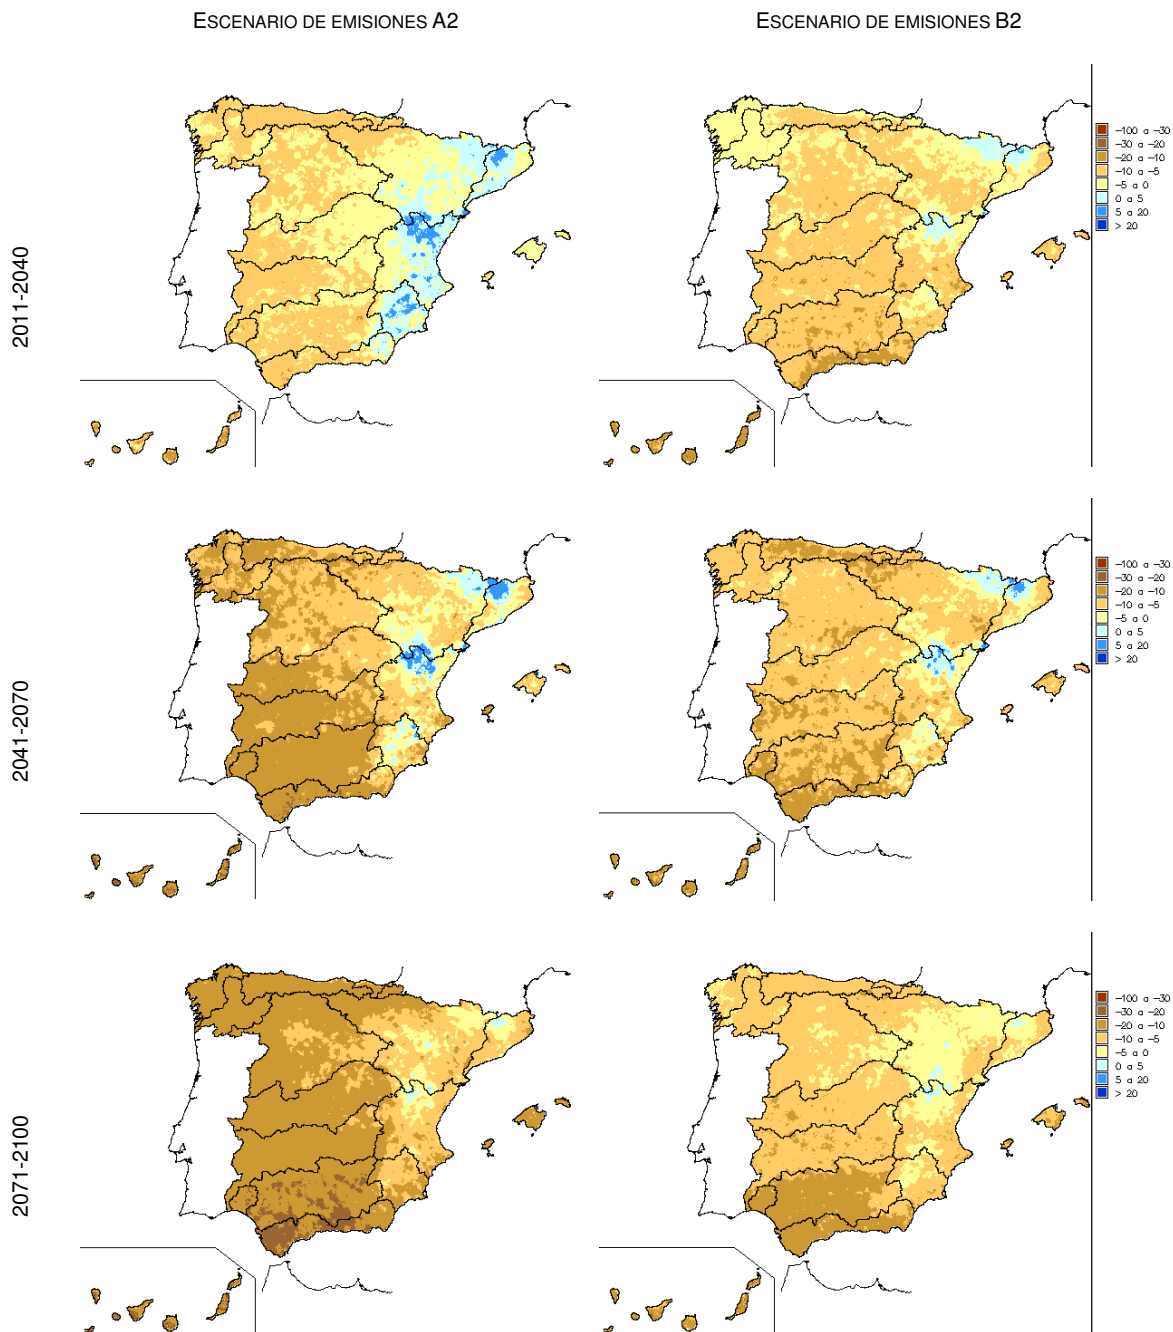 ESCENARIO DE EMISIONES A2
ESCENARIO DE EMISIONES B2
2011-2040
-100 a -30
-30 a -20
-20 a -10
-10 a -5
-5 a 0
0 a 5
5 a 20
> 20
2041-2070
-100 a -30
-30 a -20
-20 a -10
-10 a -5
-5 a 0
0 a 5
5 a 20
> 20
2071-2100
-100 a -30
-30 a -20
-20 a -10
-10 a -5
-5 a 0
0 a 5
5 a 20
> 20